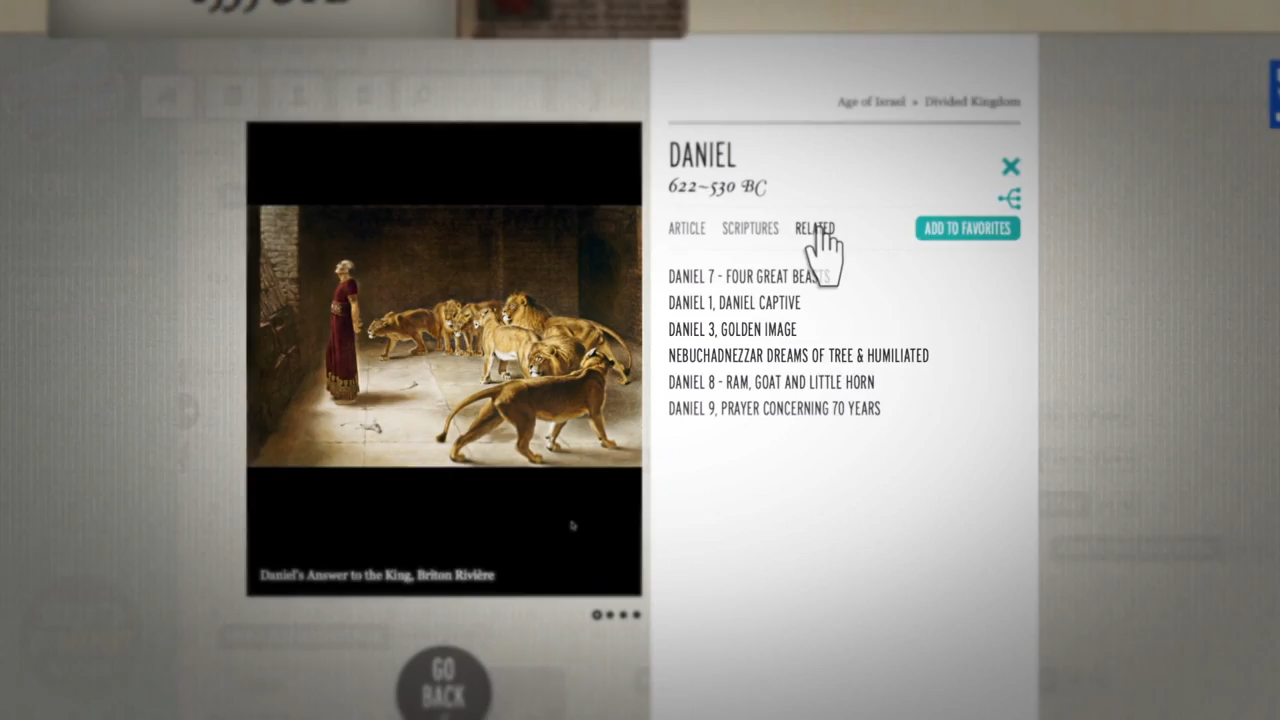 Age of Israel » Divided Kingdom
DANIEL
622–530 BC
ARTICLE SCRIPTURES RELATED
ADD TO FAVORITES
DANIEL 7 - FOUR GREAT BEASTS
DANIEL 1, DANIEL CAPTIVE
DANIEL 3, GOLDEN IMAGE
NEBUCHADNEZZAR DREAMS OF TREE & HUMILIATED
DANIEL 8 - RAM, GOAT AND LITTLE HORN
DANIEL 9, PRAYER CONCERNING 70 YEARS
Daniel's Answer to the King, Briton Rivière
GO
BACK